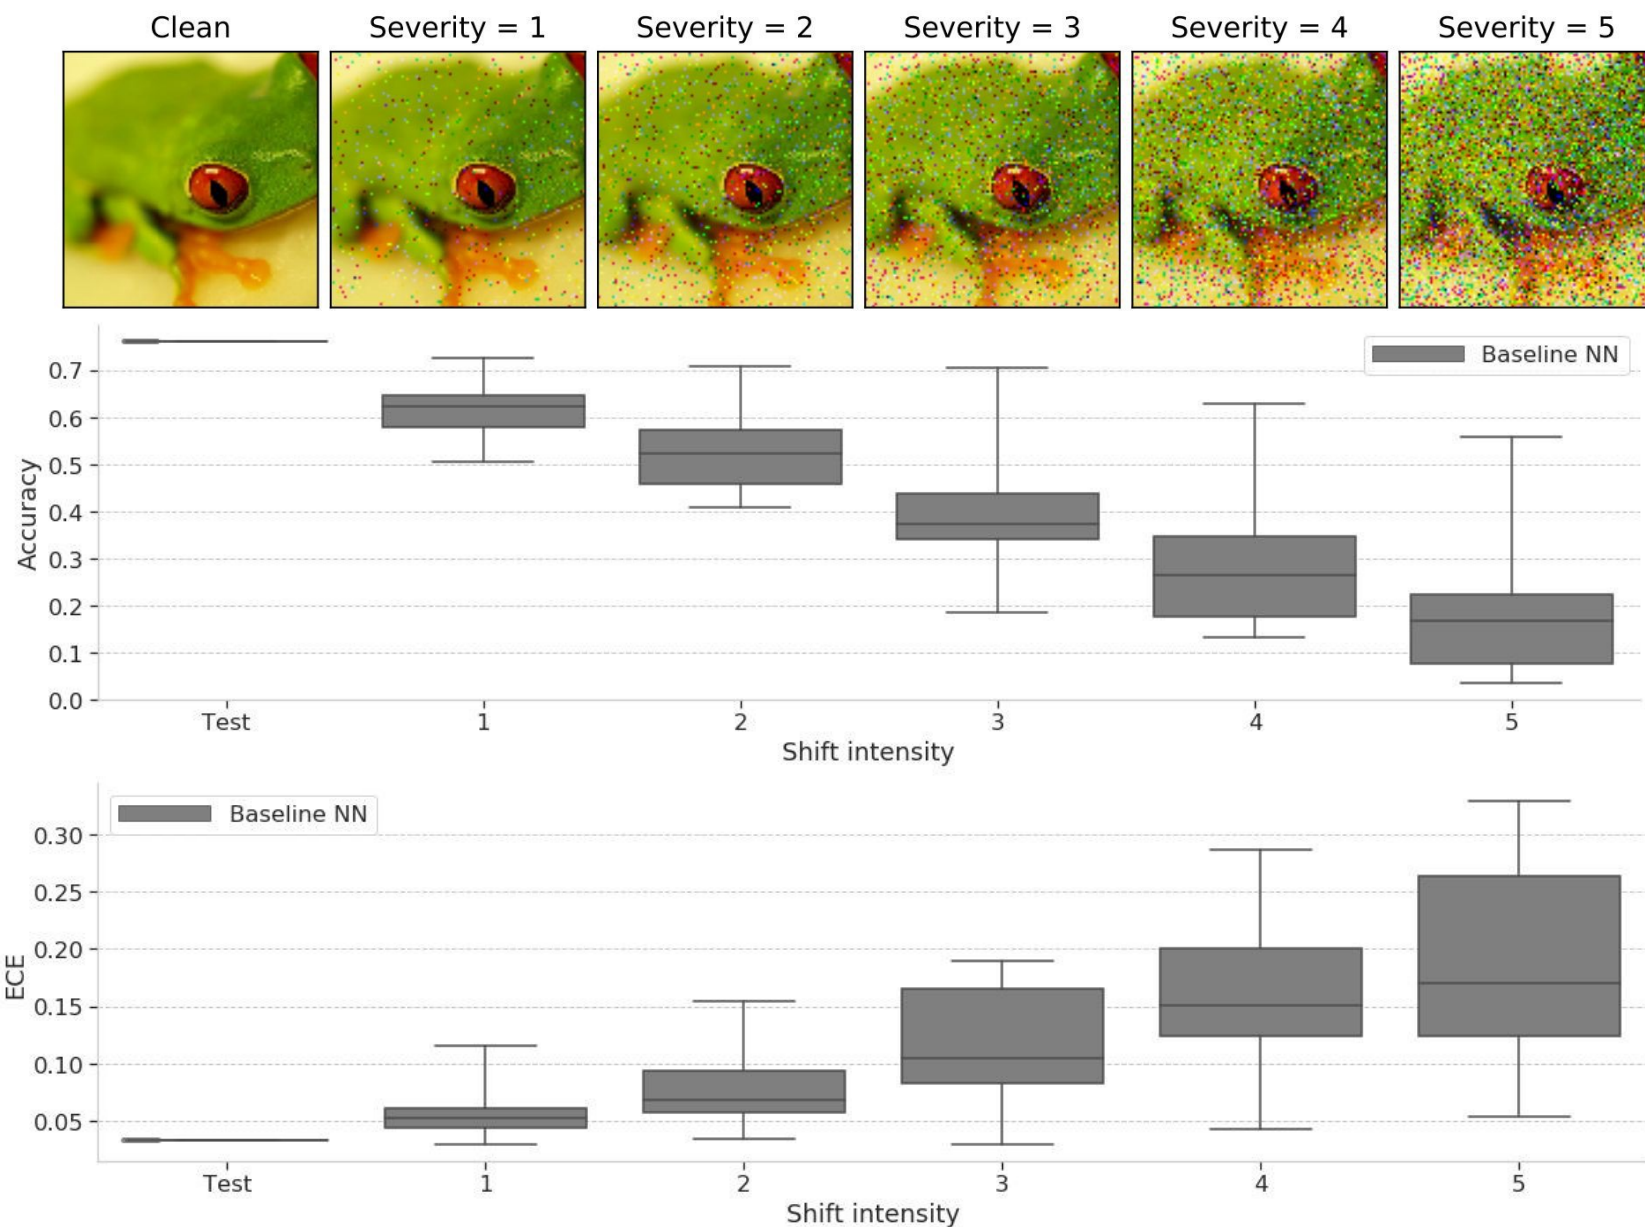 Clean Severity = 1 Severity = 2 Severity = 3 Severity = 4 Severity = 5
Accuracy
0.7
0.6
0.5
0.4
0.3
0.2
0.1
0.0
Baseline NN
Test 1 2 3 4 5
Shift intensity
ECE
Baseline NN
0.30
0.25
0.20
0.15
0.10
0.05
Test 1 2 3 4 5
Shift intensity